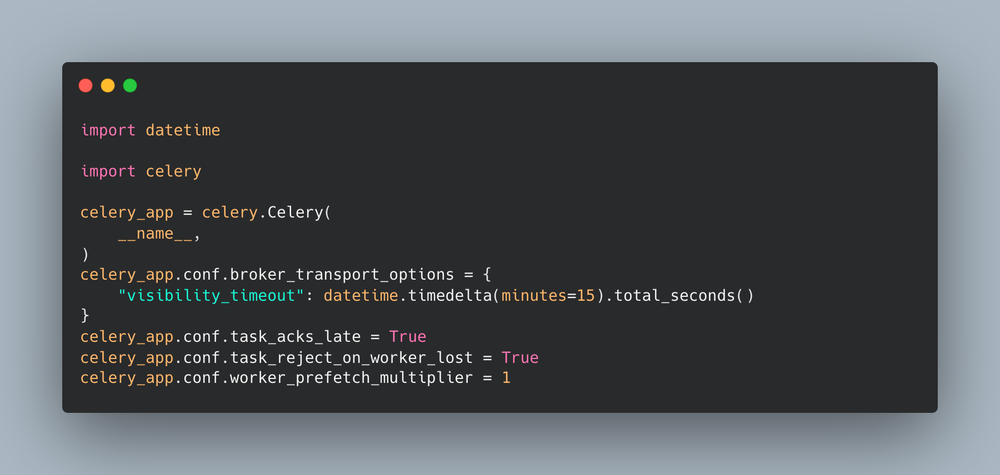 import datetime

import celery

celery_app = celery.Celery(
    __name__,
)
celery_app.conf.broker_transport_options = {
    "visibility_timeout": datetime.timedelta(minutes=15).total_seconds()
}
celery_app.conf.task_acks_late = True
celery_app.conf.task_reject_on_worker_lost = True
celery_app.conf.worker_prefetch_multiplier = 1